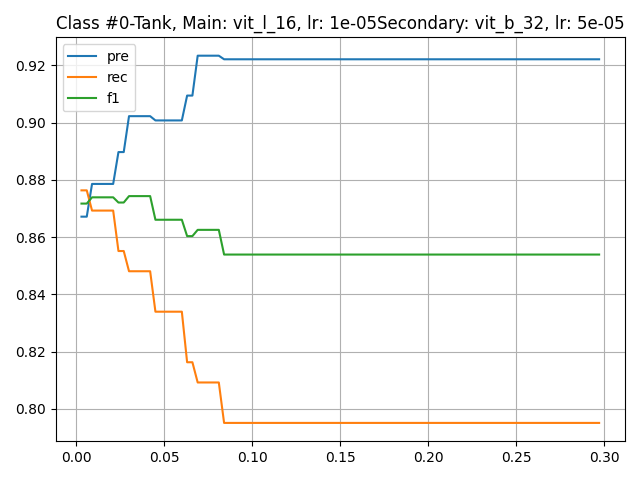 Class #0-Tank, Main: vit_l_16, lr: 1e-05Secondary: vit_b_32, lr: 5e-05
pre
rec
f1
0.92
0.90
0.88
0.86
0.84
0.82
0.80
0.00 0.05 0.10 0.15 0.20 0.25 0.30